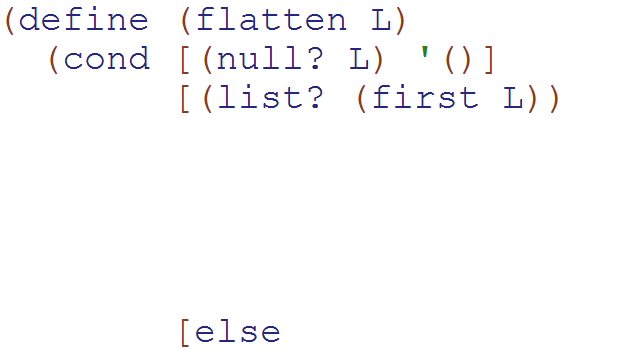 (define (flatten L)
  (cond [(null? L) '()]
        [(list? (first L))
        [else